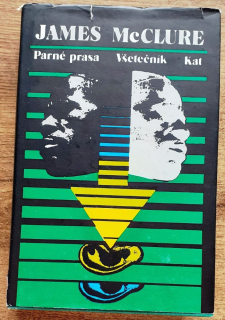 JAMES McCLURE
Parné prasa Všetečník Kat